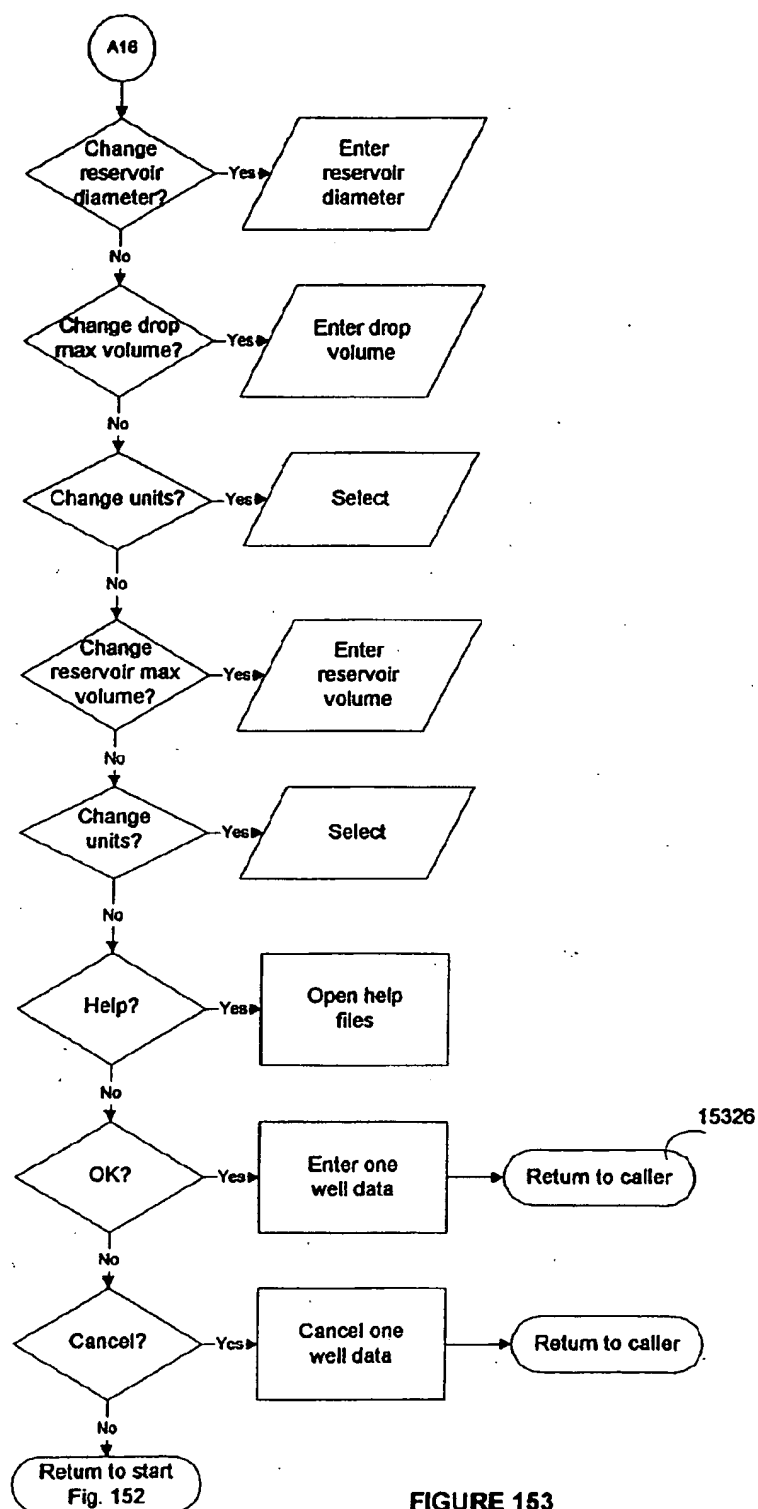 A16
Change
reservoir
diameter?
Yes
Enter
reservoir
diameter
No
Change drop
max volume?
Yes
Enter drop
volume
No
Change units?
Yes
Select
No
Change
reservoir max
volume?
Yes
Enter
reservoir
volume
No
Change
units?
Yes
Select
No
Help?
Yes
Open help
files
No
OK?
Yes
Enter one
well data
Return to caller
15326
No
Cancel?
Yes
Cancel one
well data
Return to caller
No
Return to start
Fig. 152
FIGURE 153